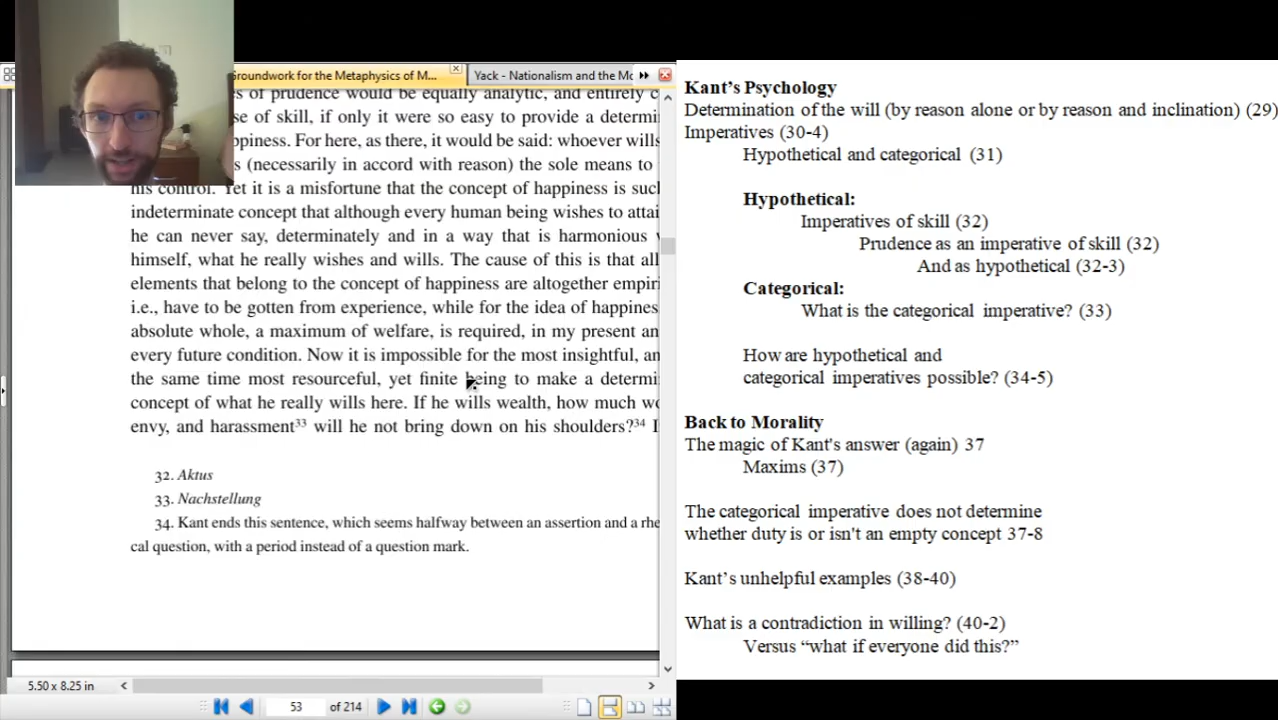 Groundwork for the Metaphysics of M...
Yack - Nationalism and the Mo
of prudence would be equally analytic, and entirely c
se of skill, if only it were so easy to provide a determi
ppiness. For here, as there, it would be said: whoever wills
s (necessarily in accord with reason) the sole means to
his control. Yet it is a misfortune that the concept of happiness is suc
indeterminate concept that although every human being wishes to attai
he can never say, determinately and in a way that is harmonious
himself, what he really wishes and wills. The cause of this is that all
elements that belong to the concept of happiness are altogether empiri
i.e., have to be gotten from experience, while for the idea of happines
absolute whole, a maximum of welfare, is required, in my present an
every future condition. Now it is impossible for the most insightful, an
the same time most resourceful, yet finite being to make a determi
concept of what he really wills here. If he wills wealth, how much wo
envy, and harassment³³ will he not bring down on his shoulders?³⁴ I
32. Aktus
33. Nachstellung
34. Kant ends this sentence, which seems halfway between an assertion and a rhe
cal question, with a period instead of a question mark.
5.50 x 8.25 in
53
of 214
Kant's Psychology
Determination of the will (by reason alone or by reason and inclination) (29)
Imperatives (30-4)
Hypothetical and categorical (31)
Hypothetical:
Imperatives of skill (32)
Prudence as an imperative of skill (32)
And as hypothetical (32-3)
Categorical:
What is the categorical imperative? (33)
How are hypothetical and
categorical imperatives possible? (34-5)
Back to Morality
The magic of Kant's answer (again) 37
Maxims (37)
The categorical imperative does not determine
whether duty is or isn't an empty concept 37-8
Kant's unhelpful examples (38-40)
What is a contradiction in willing? (40-2)
Versus "what if everyone did this?"